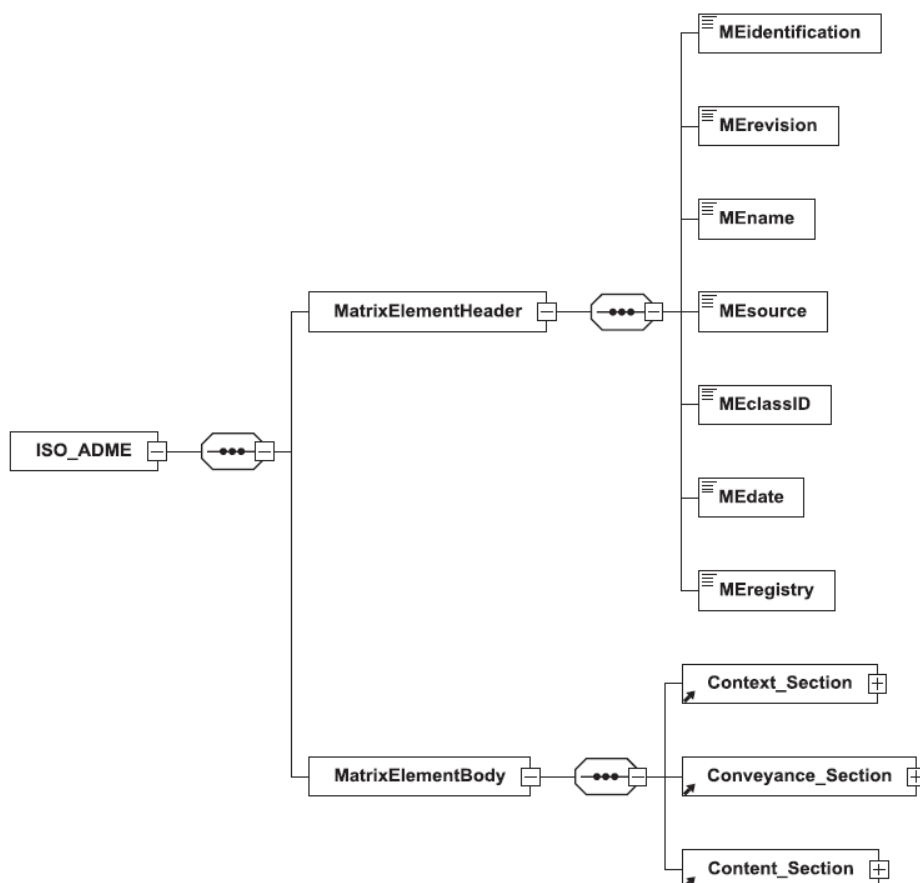 MEidentification
MErevision
MEname
MEsource
MatrixElementHeader
MEclassID
ISO_ADME
MEdate
MEregistry
Context_Section
MatrixElementBody
Conveyance_Section
Content_Section